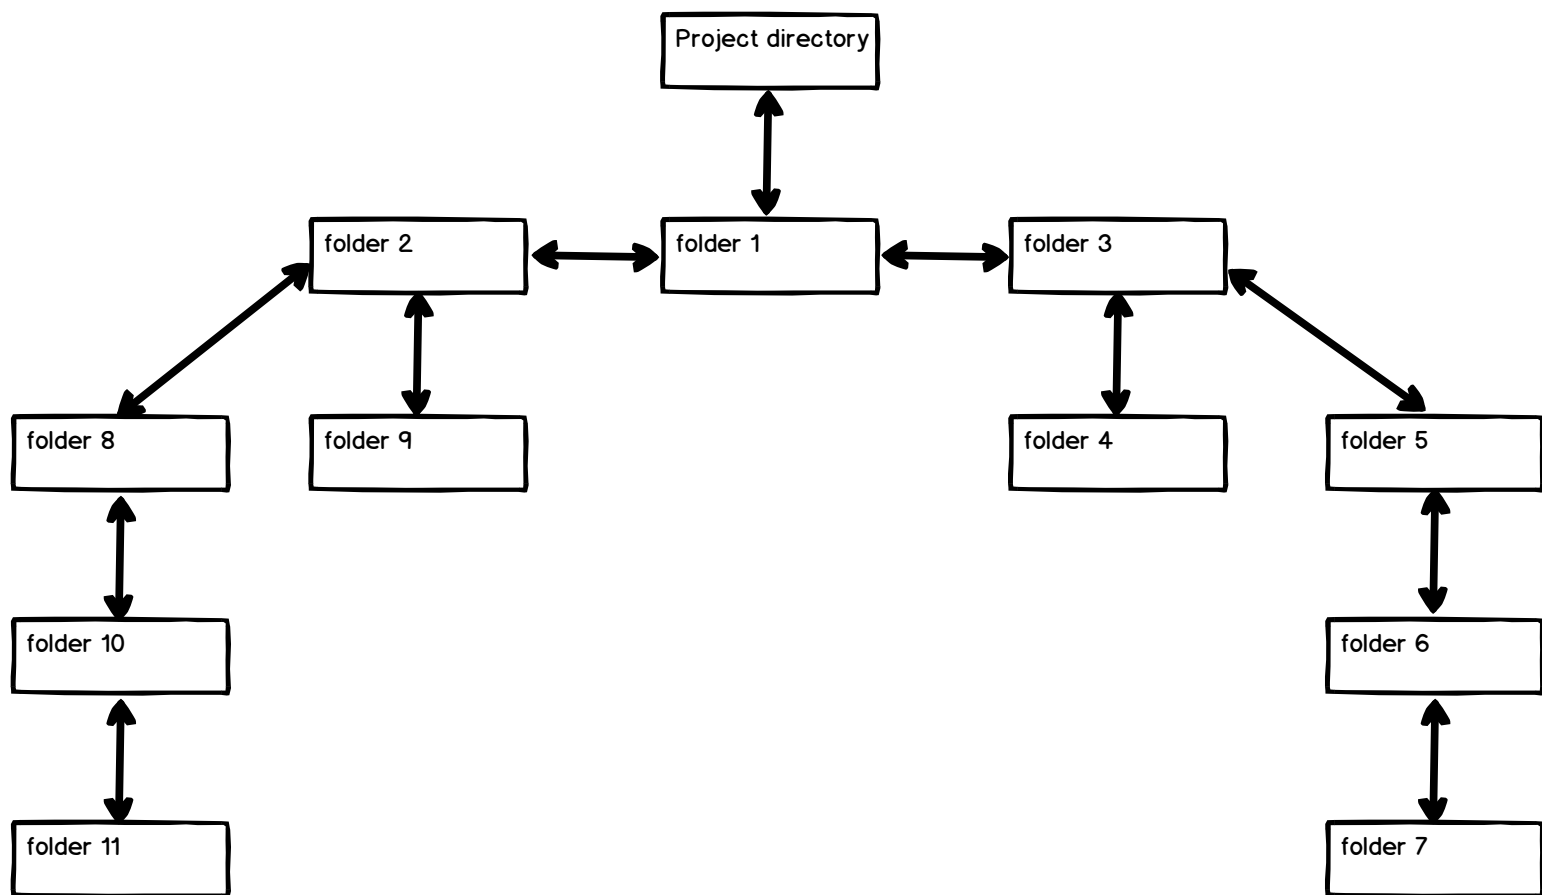 Project directory
folder 2
folder 1
folder 3
folder 8
folder 9
folder 4
folder 5
folder 10
folder 6
folder 11
folder 7